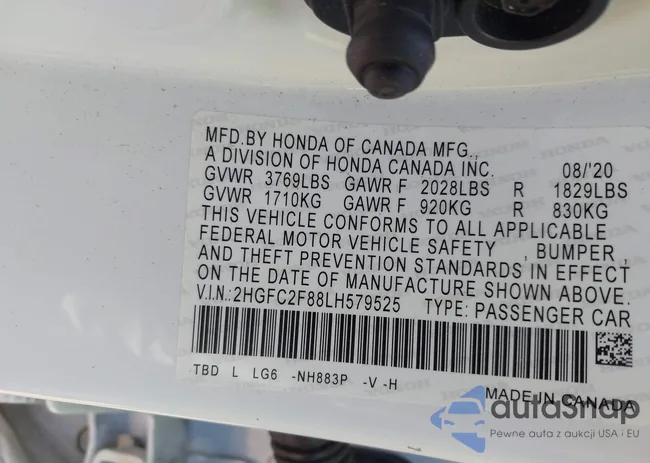 MFD.BY HONDA OF CANADA MFG.,
A DIVISION OF HONDA CANADA INC. 08/'20
GVWR 3769LBS GAWR F 2028LBS R 1829LBS
GVWR 1710KG GAWR F 920KG R 830KG
THIS VEHICLE CONFORMS TO ALL APPLICABLE
FEDERAL MOTOR VEHICLE SAFETY , BUMPER,
AND THEFT PREVENTION STANDARDS IN EFFECT
ON THE DATE OF MANUFACTURE SHOWN ABOVE.
V.I.N.:2HGFC2F88LH579525 TYPE: PASSENGER CAR
TBD L LG6 -NH883P -V -H
MADE IN CANADA
autaSnap
Pewne auta z aukcji USA i EU